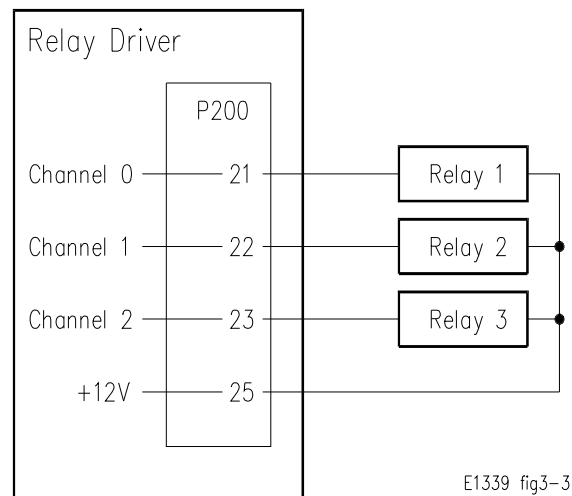 Relay Driver
P200
Channel 0 21 Relay 1
Channel 1 22 Relay 2
Channel 2 23 Relay 3
+12V 25
E1339 fig3-3